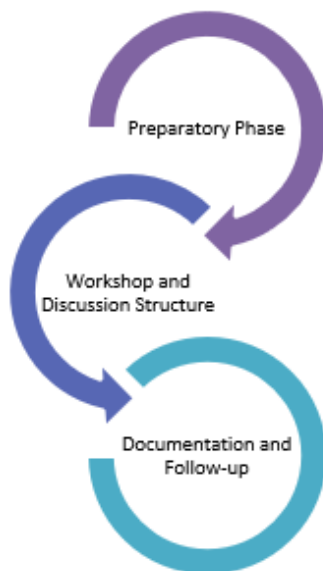 Preparatory Phase
Workshop and
Discussion Structure
Documentation and
Follow-up